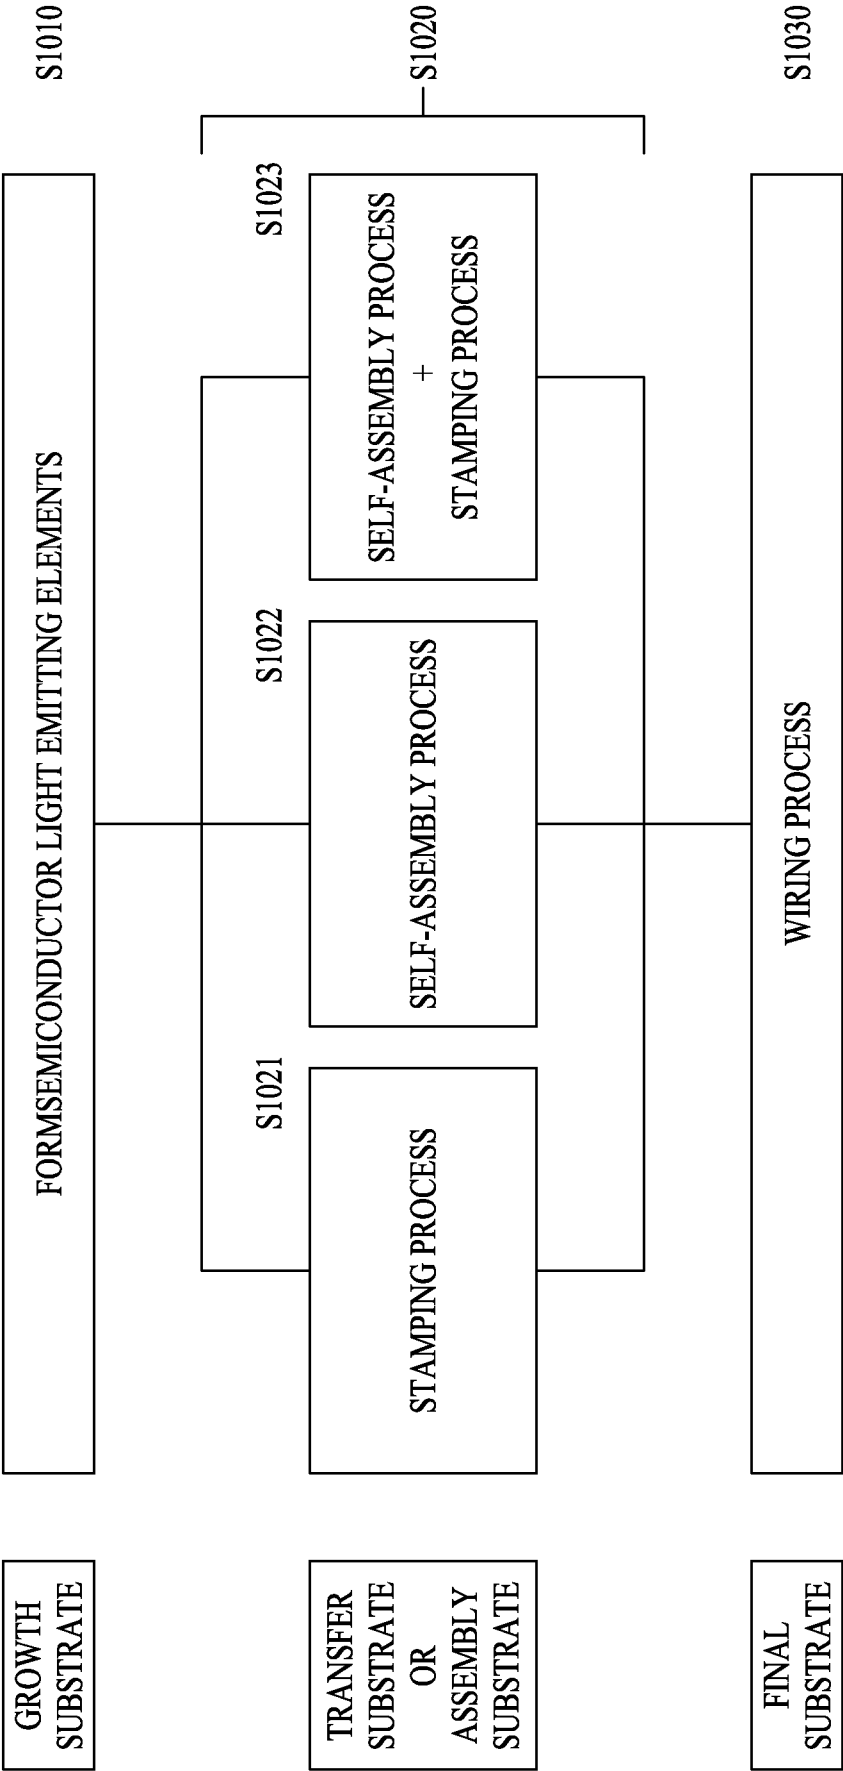 GROWTH
SUBSTRATE
FORMSEMICONDUCTOR LIGHT EMITTING ELEMENTS
S1010
TRANSFER
SUBSTRATE
OR
ASSEMBLY
SUBSTRATE
S1021
STAMPING PROCESS
S1022
SELF-ASSEMBLY PROCESS
S1023
SELF-ASSEMBLY PROCESS
+
STAMPING PROCESS
S1020
FINAL
SUBSTRATE
WIRING PROCESS
S1030